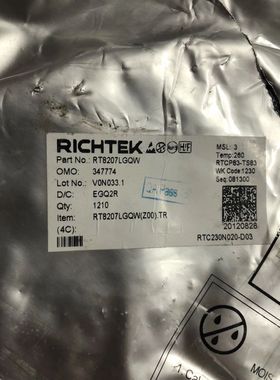 RICHTEK H/F
MSL: 3
Temp:260
RTCP83-TS83
WK Code:1230
Seq:081300
Part No.: RT8207LGQW
OMO: 347774
Lot No.: V0N033.1
D/C: EGQ2R
Qty: 1210
Item: RT8207LGQW(Z00).TR
(4C):
20120828
RTC230N020-D03